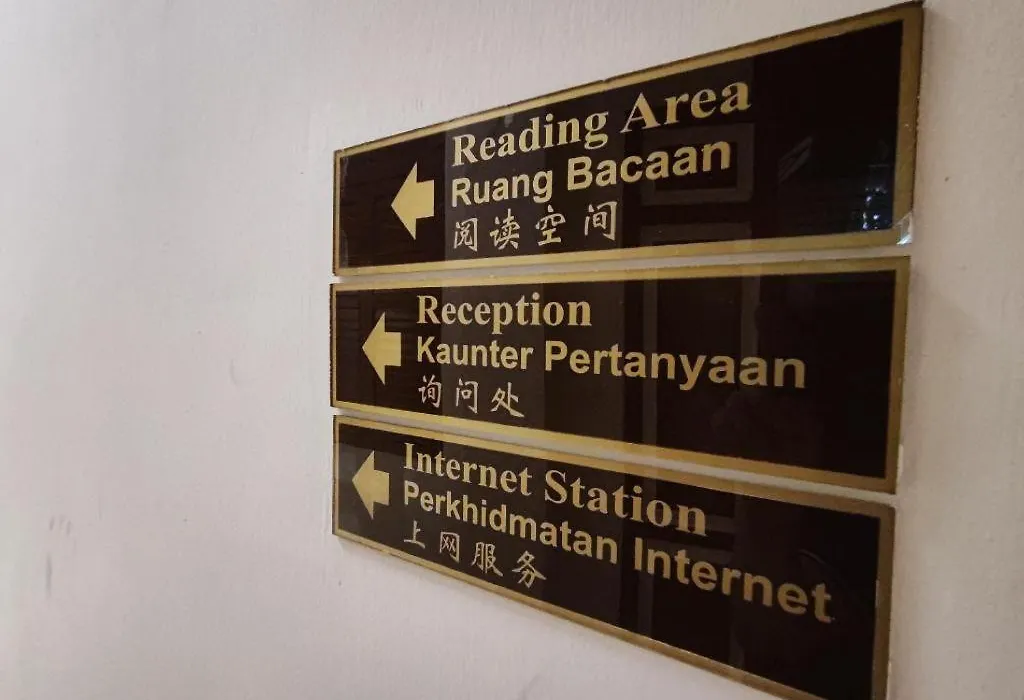 Reading Area
Ruang Bacaan
阅读空间
Reception
Kaunter Pertanyaan
询问处
Internet Station
Perkhidmatan Internet
上网服务